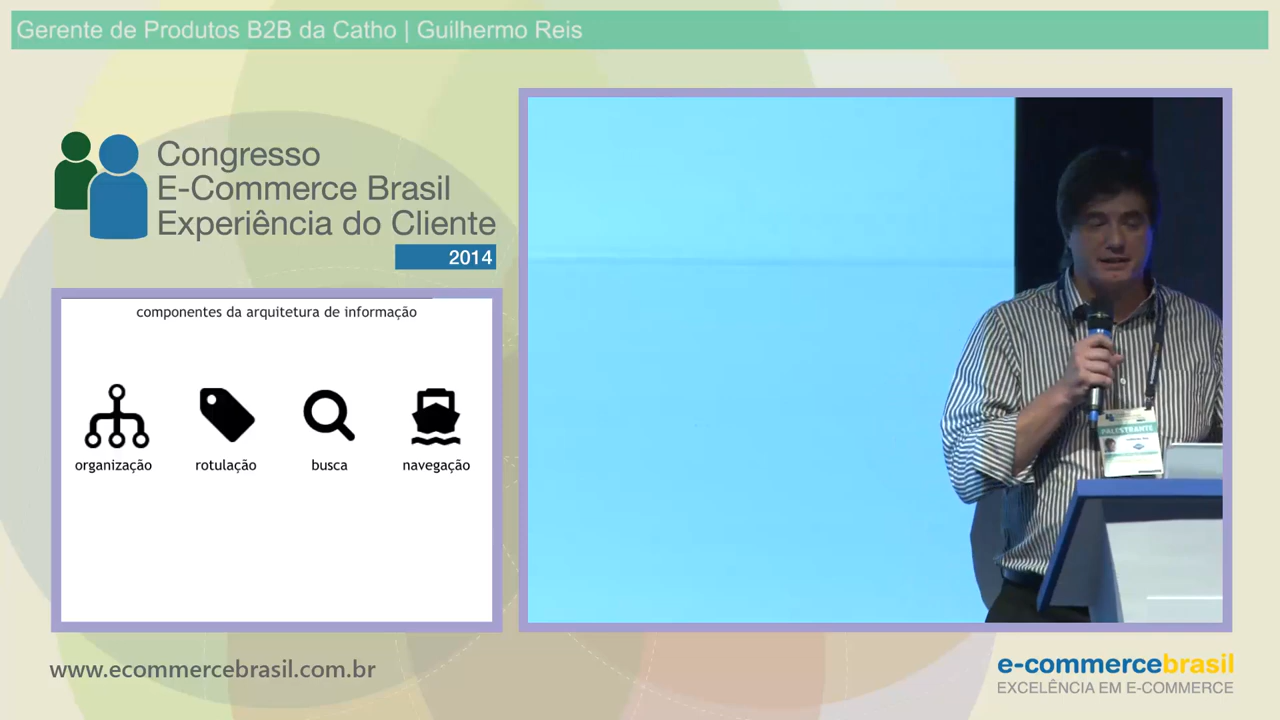 Gerente de Produtos B2B da Catho | Guilhermo Reis
Congresso
E-Commerce Brasil
Experiência do Cliente
2014
componentes da arquitetura de informação
organização
rotulação
busca
navegação
PALESTRANTE
www.ecommercebrasil.com.br
e-commercebrasil
EXCELÊNCIA EM E-COMMERCE